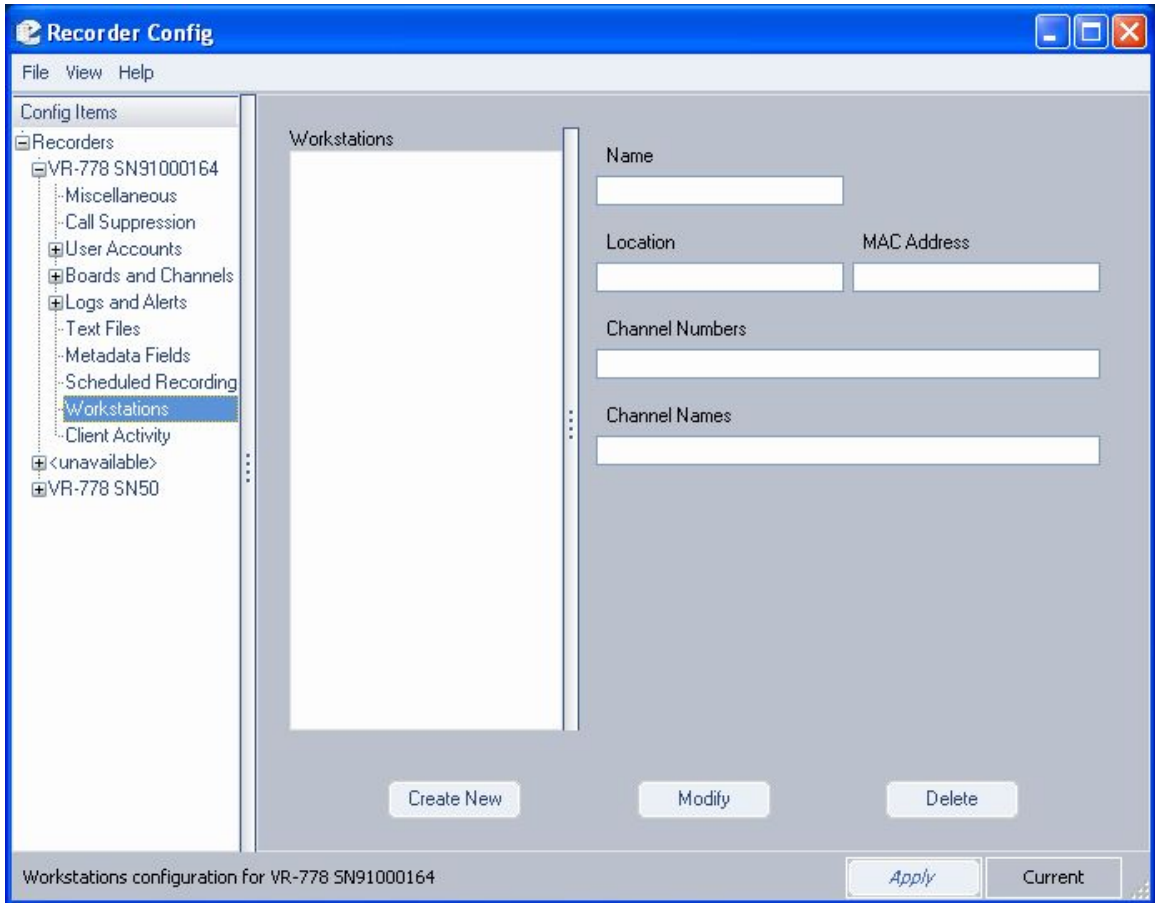 Recorder Config
File View Help
Config Items
Recorders
VR-778 SN91000164
Miscellaneous
Call Suppression
User Accounts
Boards and Channels
Logs and Alerts
Text Files
Metadata Fields
Scheduled Recording
Workstations
Client Activity
<unavailable>
VR-778 SN50
Workstations
Name
Location MAC Address
Channel Numbers
Channel Names
Create New Modify Delete
Workstations configuration for VR-778 SN91000164 Apply Current